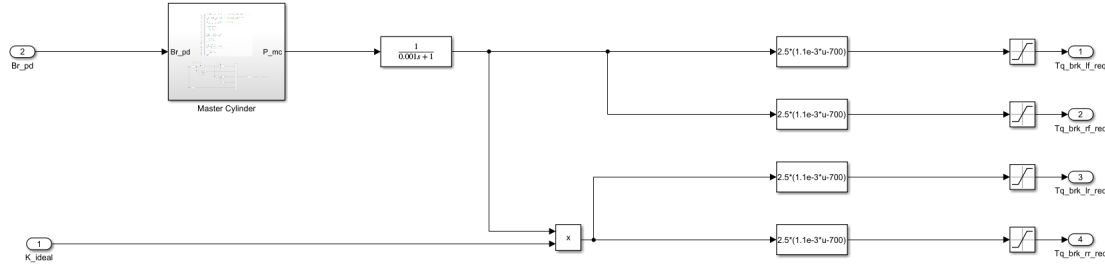 2
Br_pd
Br_pd
P_mc
Master Cylinder
1
0.001s + 1
2.5*(1.1e-3*u-700)
1
Tq_brk_lf_req
2.5*(1.1e-3*u-700)
2
Tq_brk_rf_req
2.5*(1.1e-3*u-700)
3
Tq_brk_lr_req
1
K_ideal
x
2.5*(1.1e-3*u-700)
4
Tq_brk_rr_req